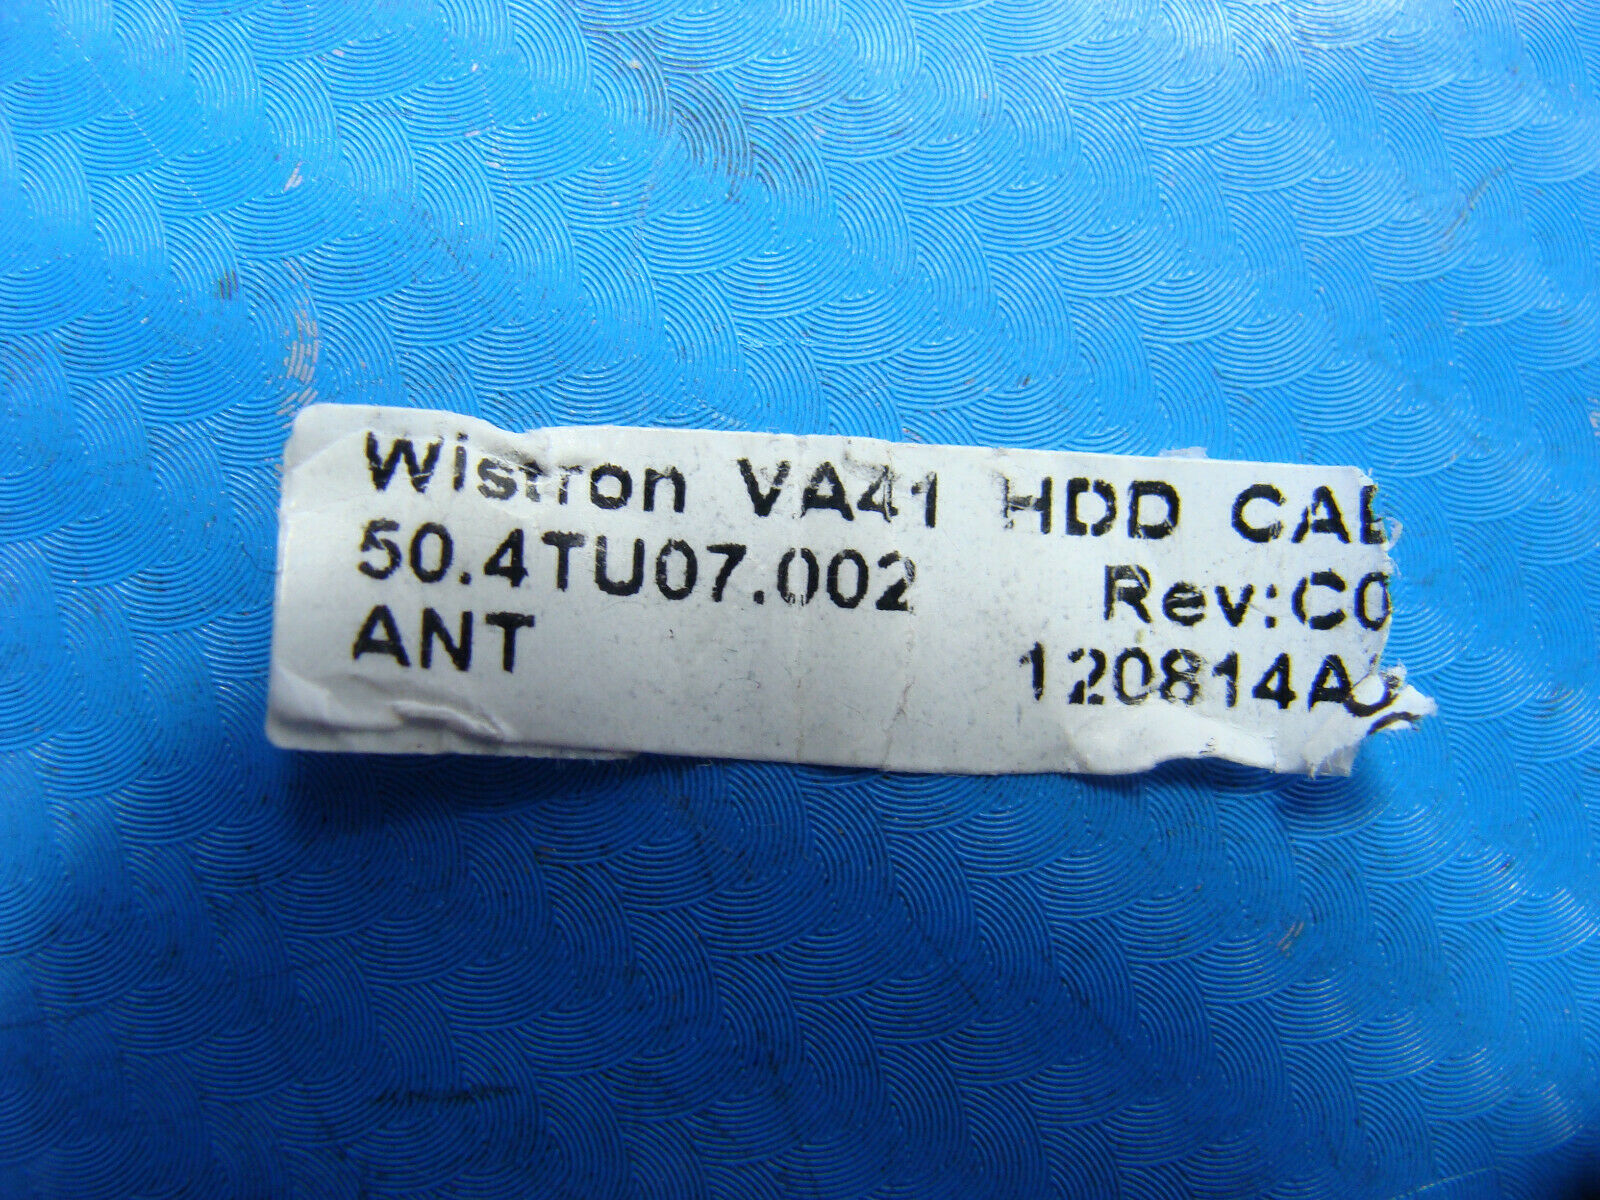 Wistron VA41 HDD CAB
50.4TU07.002 Rev:C0
ANT 120814A